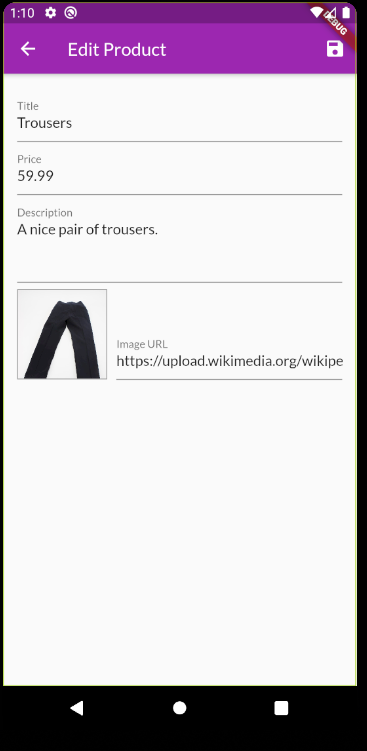 1:10
DEBUG
Edit Product
Title
Trousers
Price
59.99
Description
A nice pair of trousers.
Image URL
https://upload.wikimedia.org/wikipe